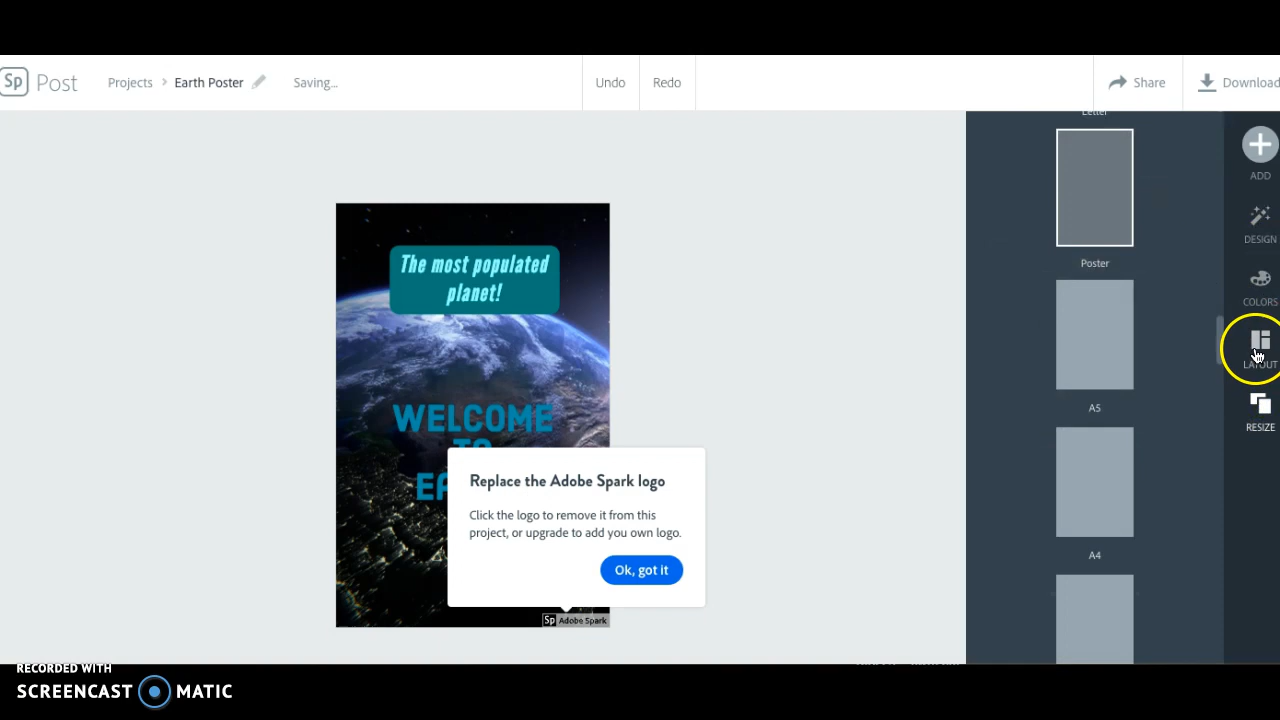 Sp Post Projects > Earth Poster Saving... Undo Redo Share Download
Letter
ADD
Poster
DESIGN
COLORS
LAYOUT
A5
RESIZE
A4
The most populated
planet!
WELCOME
TO
Replace the Adobe Spark logo
Click the logo to remove it from this
project, or upgrade to add you own logo.
Ok, got it
Sp Adobe Spark
RECORDED WITH
SCREENCAST MATIC